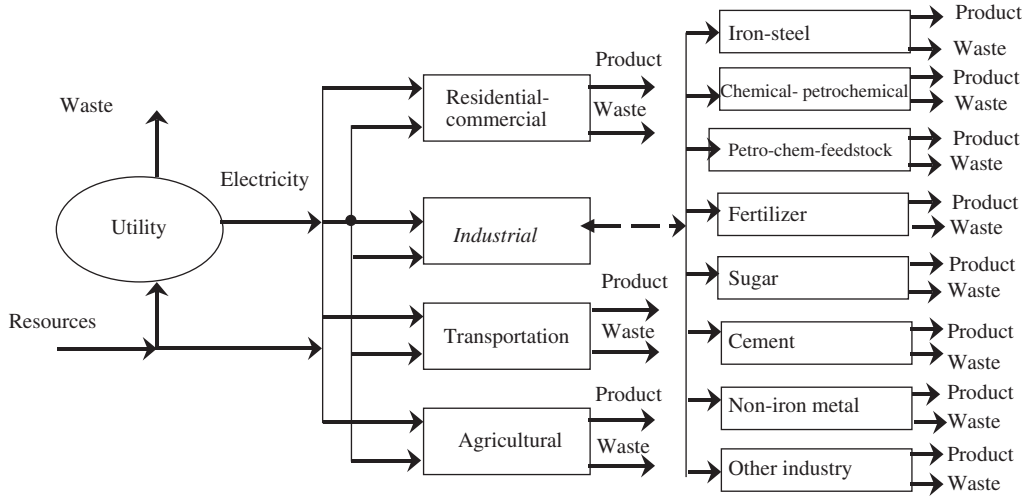 Waste
Utility
Electricity
Resources
Product
Residential-
commercial
Waste
Industrial
Product
Transportation
Waste
Product
Agricultural
Waste
Iron-steel
Product
Waste
Chemical- petrochemical
Product
Waste
Petro-chem-feedstock
Product
Waste
Fertilizer
Product
Waste
Sugar
Product
Waste
Cement
Product
Waste
Non-iron metal
Product
Waste
Other industry
Product
Waste